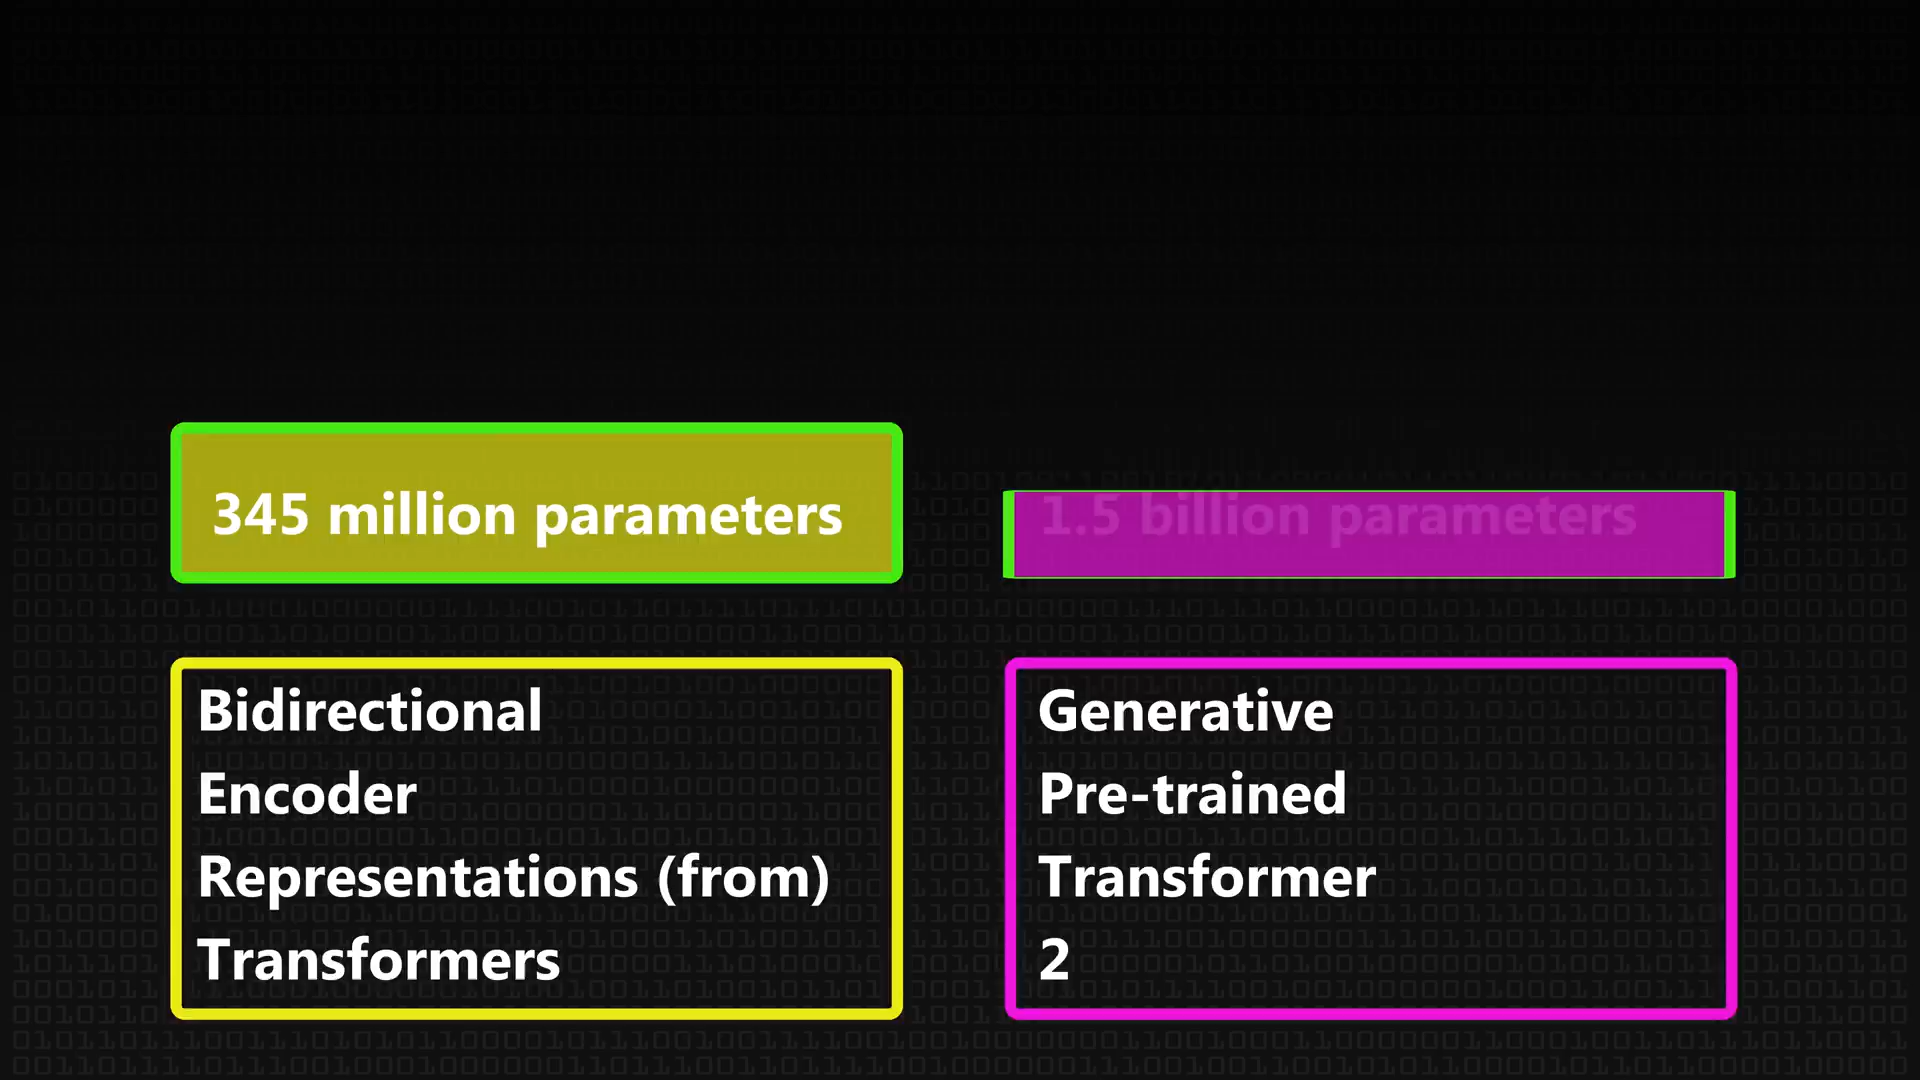 345 million parameters
1.5 billion parameters
Bidirectional
Encoder
Representations (from)
Transformers
Generative
Pre-trained
Transformer
2